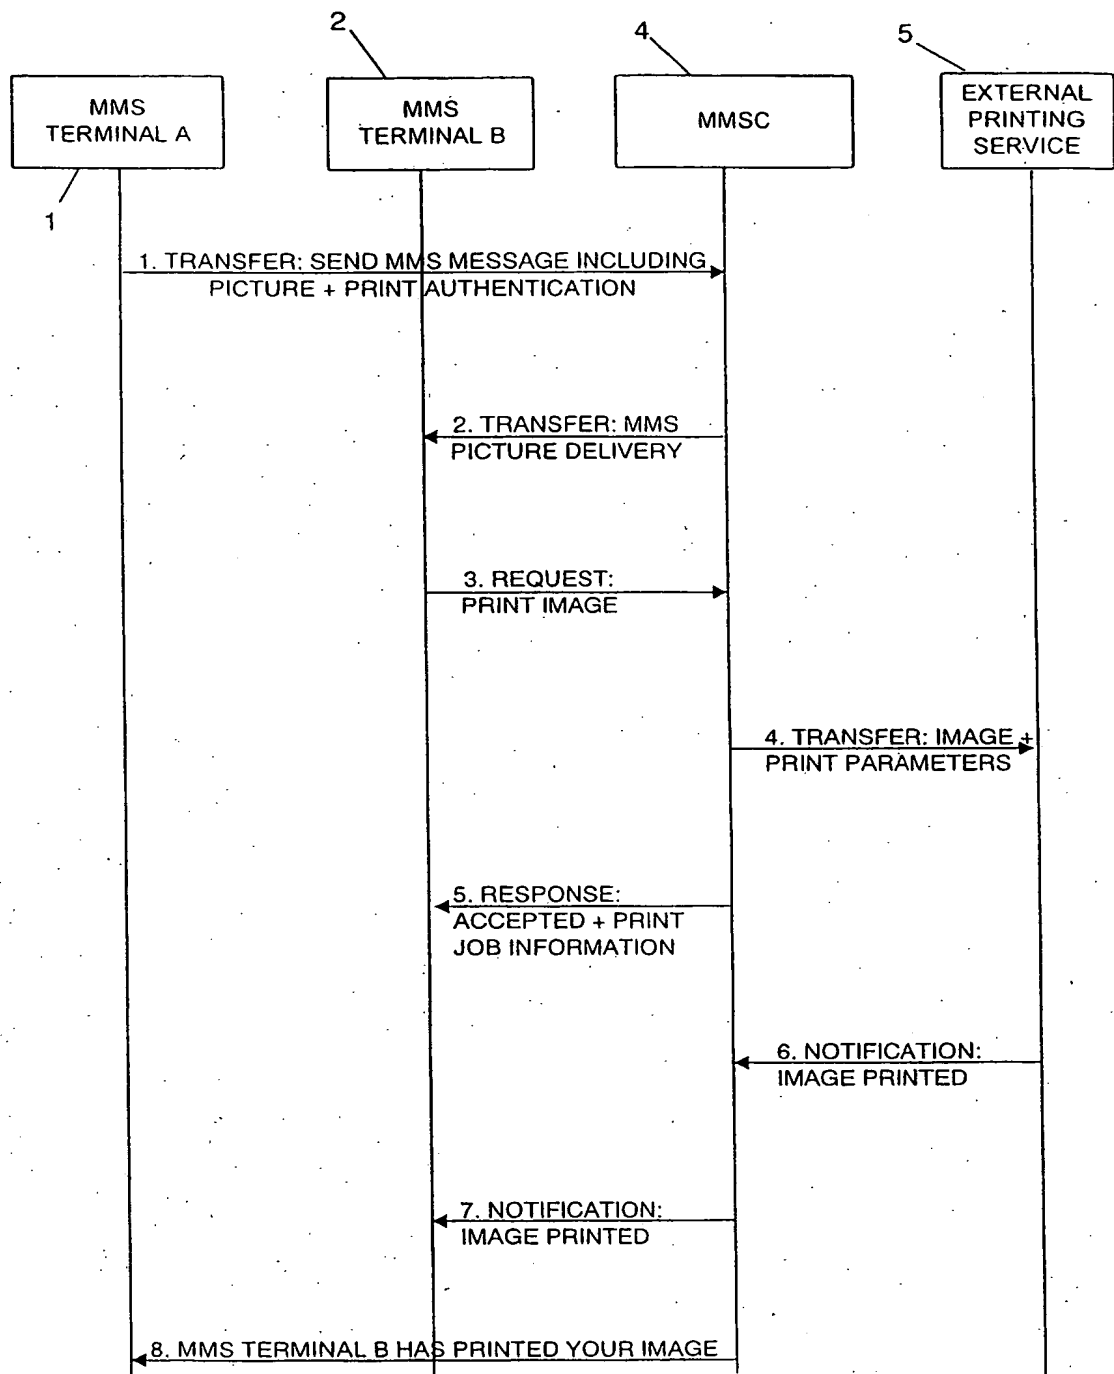 2
4
5
MMS
TERMINAL A
MMS
TERMINAL B
MMSC
EXTERNAL
PRINTING
SERVICE
1
1. TRANSFER: SEND MMS MESSAGE INCLUDING
PICTURE + PRINT AUTHENTICATION
2. TRANSFER: MMS
PICTURE DELIVERY
3. REQUEST:
PRINT IMAGE
4. TRANSFER: IMAGE +
PRINT PARAMETERS
5. RESPONSE:
ACCEPTED + PRINT
JOB INFORMATION
6. NOTIFICATION:
IMAGE PRINTED
7. NOTIFICATION:
IMAGE PRINTED
8. MMS TERMINAL B HAS PRINTED YOUR IMAGE